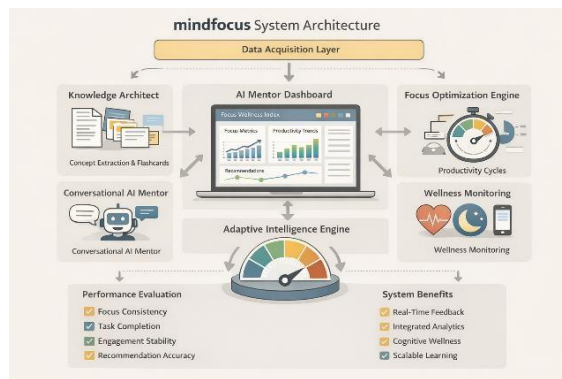 mindfocus System Architecture
Data Acquisition Layer
Knowledge Architect
Concept Extraction & Flashcards
AI Mentor Dashboard
Focus Wellness Index
Focus Metrics
Productivity Trends
Recommendations
Focus Optimization Engine
Productivity Cycles
Conversational AI Mentor
Conversational AI Mentor
Wellness Monitoring
Wellness Monitoring
Adaptive Intelligence Engine
Performance Evaluation
Focus Consistency
Task Completion
Engagement Stability
Recommendation Accuracy
System Benefits
Real-Time Feedback
Integrated Analytics
Cognitive Wellness
Scalable Learning